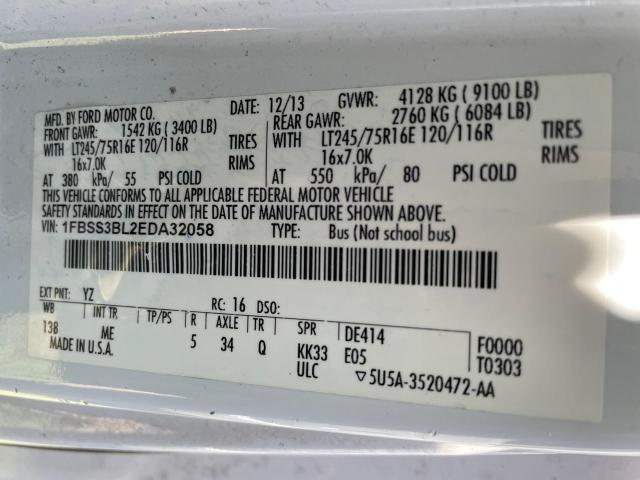 MFD. BY FORD MOTOR CO. DATE: 12/13 GVWR: 4128 KG ( 9100 LB)
FRONT GAWR: 1542 KG ( 3400 LB) REAR GAWR: 2760 KG ( 6084 LB)
WITH LT245/75R16E 120/116R TIRES WITH LT245/75R16E 120/116R TIRES
16x7.0K RIMS 16x7.0K RIMS
AT 380 kPa/ 55 PSI COLD AT 550 kPa/ 80 PSI COLD
THIS VEHICLE CONFORMS TO ALL APPLICABLE FEDERAL MOTOR VEHICLE
SAFETY STANDARDS IN EFFECT ON THE DATE OF MANUFACTURE SHOWN ABOVE.
VIN: 1FBSS3BL2EDA32058 TYPE: Bus (Not school bus)
EXT PNT: YZ RC: 16 DSO:
WB INT TR TP/PS R AXLE TR SPR DE414 F0000
138 ME 5 34 Q KK33 E05 T0303
MADE IN U.S.A. ULC ▽5U5A-3520472-AA